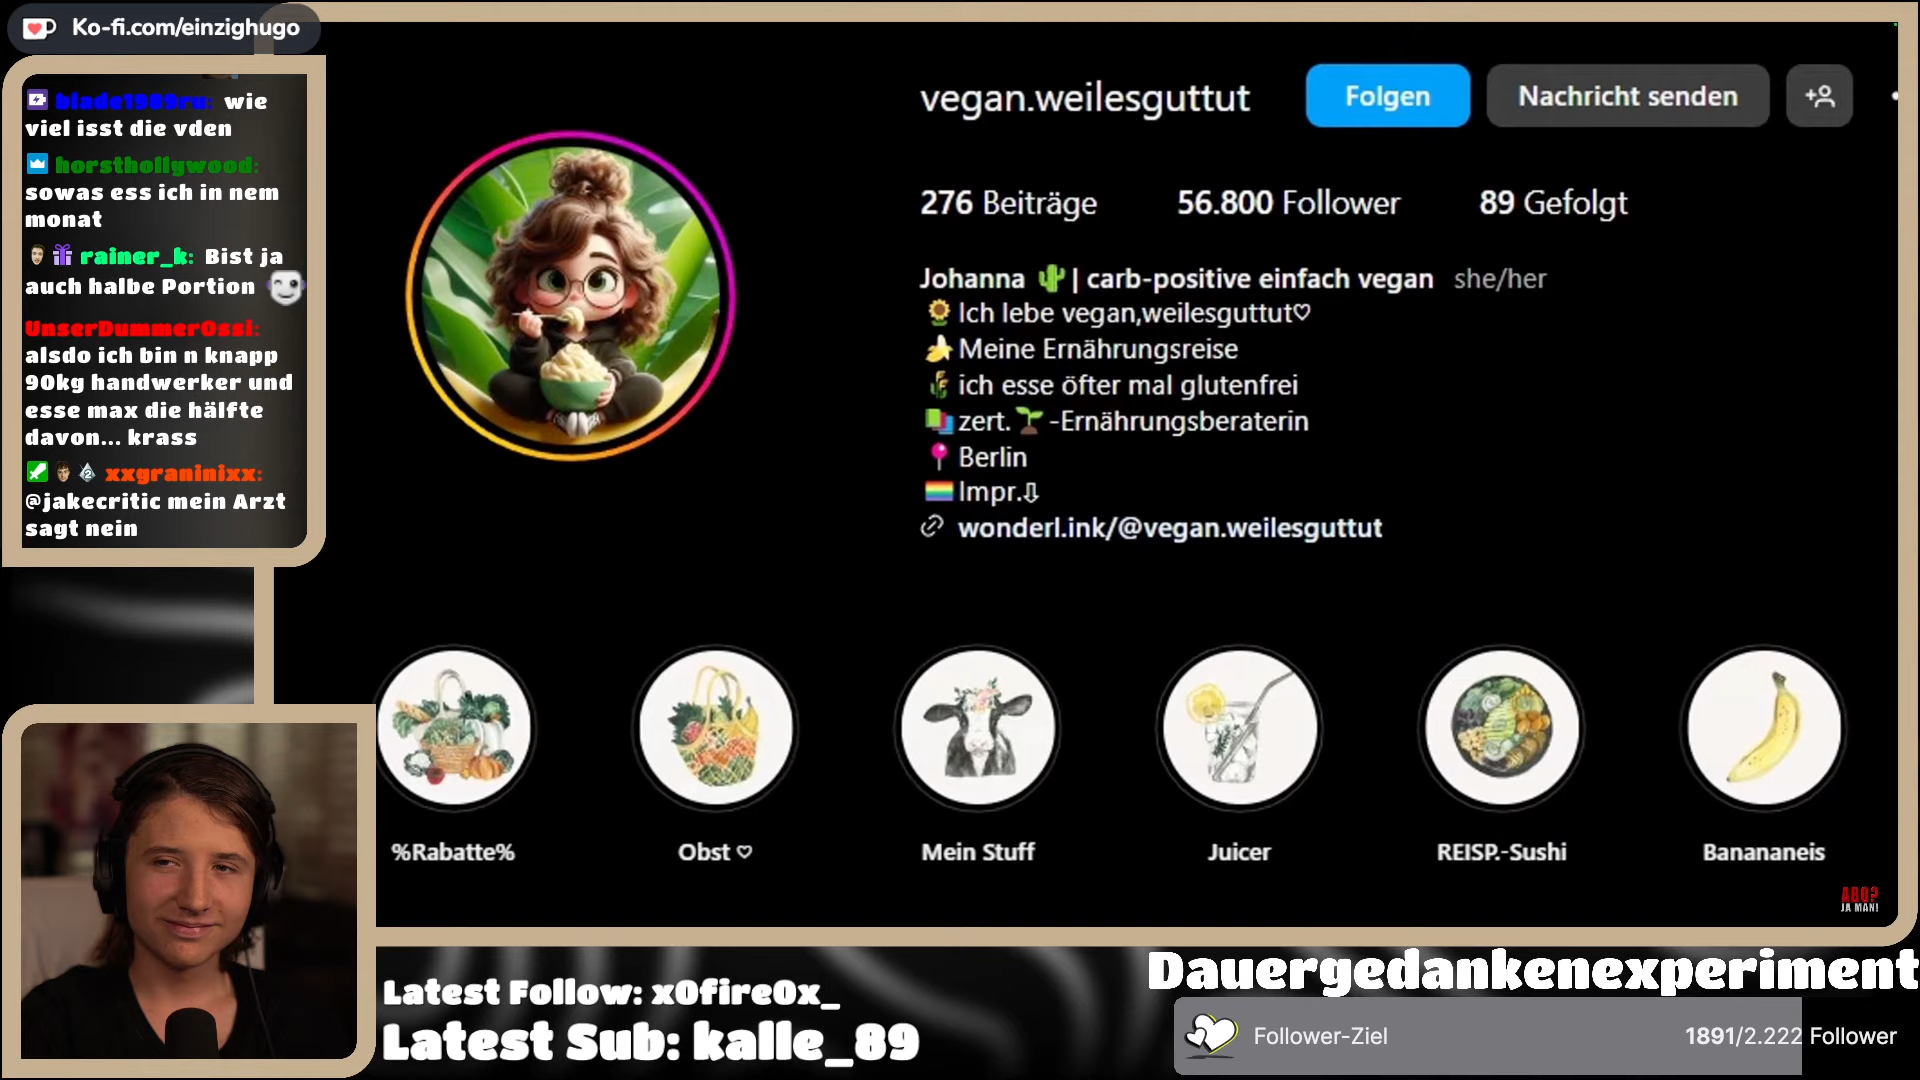 Ko-fi.com/einzighugo
blade1989ru: wie
viel isst die vden
horsthollywood:
sowas ess ich in nem
monat
rainer_k: Bist ja
auch halbe Portion
UnserDummerOssi:
alsdo ich bin n knapp
90kg handwerker und
esse max die hälfte
davon... krass
xxgraninixx:
@jakecritic mein Arzt
sagt nein
vegan.weilesguttut
Folgen
Nachricht senden
276 Beiträge
56.800 Follower
89 Gefolgt
Johanna 🌵 | carb-positive einfach vegan she/her
🌻 Ich lebe vegan,weilesguttut♡
🍌 Meine Ernährungsreise
🌾 ich esse öfter mal glutenfrei
📚 zert. 🌱 -Ernährungsberaterin
📍 Berlin
🏳️‍🌈 Impr.⇩
wonderl.ink/@vegan.weilesguttut
%Rabatte%
Obst ♡
Mein Stuff
Juicer
REISP.-Sushi
Banananeis
ABO?
JA MAN!
Latest Follow: x0fire0x_
Latest Sub: kalle_89
Dauergedankenexperiment
Follower-Ziel
1891/2.222 Follower